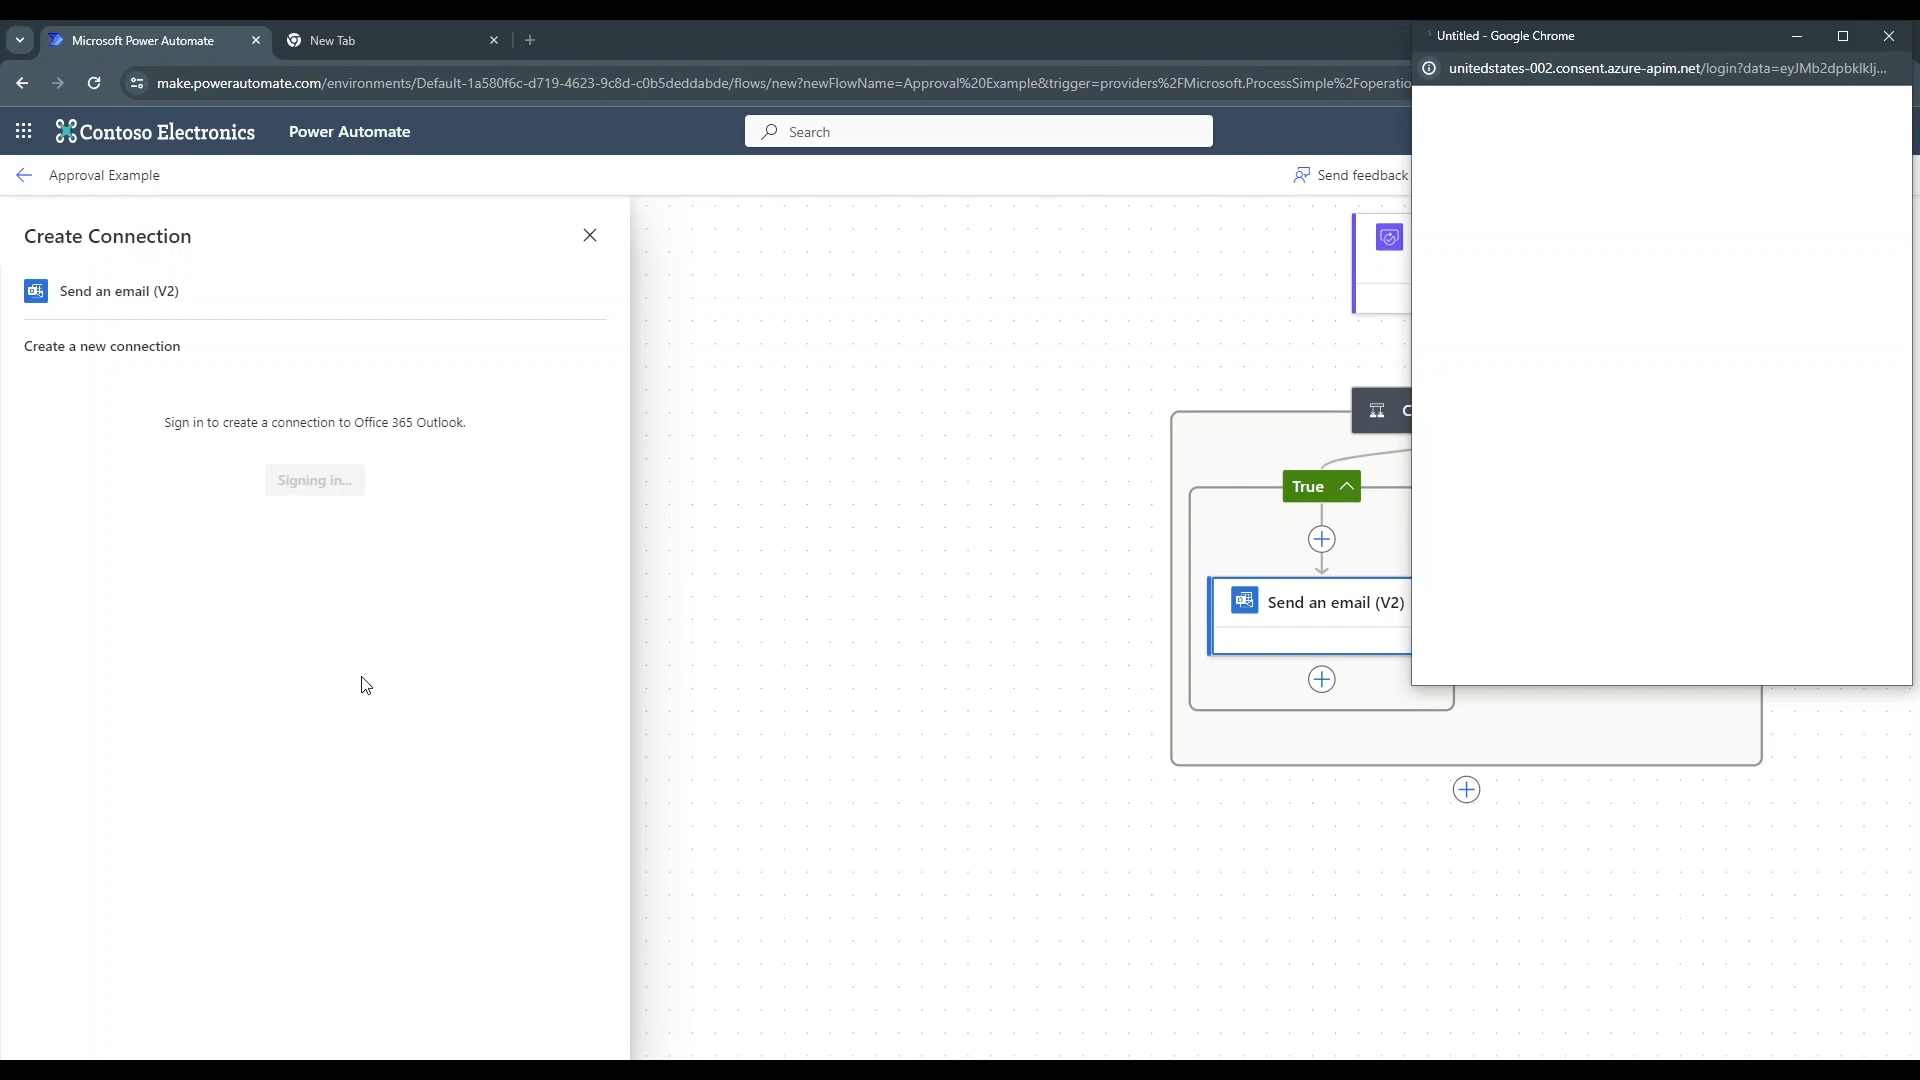 Microsoft Power Automate
New Tab
Untitled - Google Chrome
make.powerautomate.com/environments/Default-1a580f6c-d719-4623-9c8d-c0b5deddabde/flows/new?newFlowName=Approval%20Example&trigger=providers%2FMicrosoft.ProcessSimple%2Foperatio
unitedstates-002.consent.azure-apim.net/login?data=eyJMb2dpbklklj...
Contoso Electronics
Power Automate
Search
Approval Example
Send feedback
Create Connection
Send an email (V2)
Create a new connection
Sign in to create a connection to Office 365 Outlook.
Signing in...
C
True
Send an email (V2)